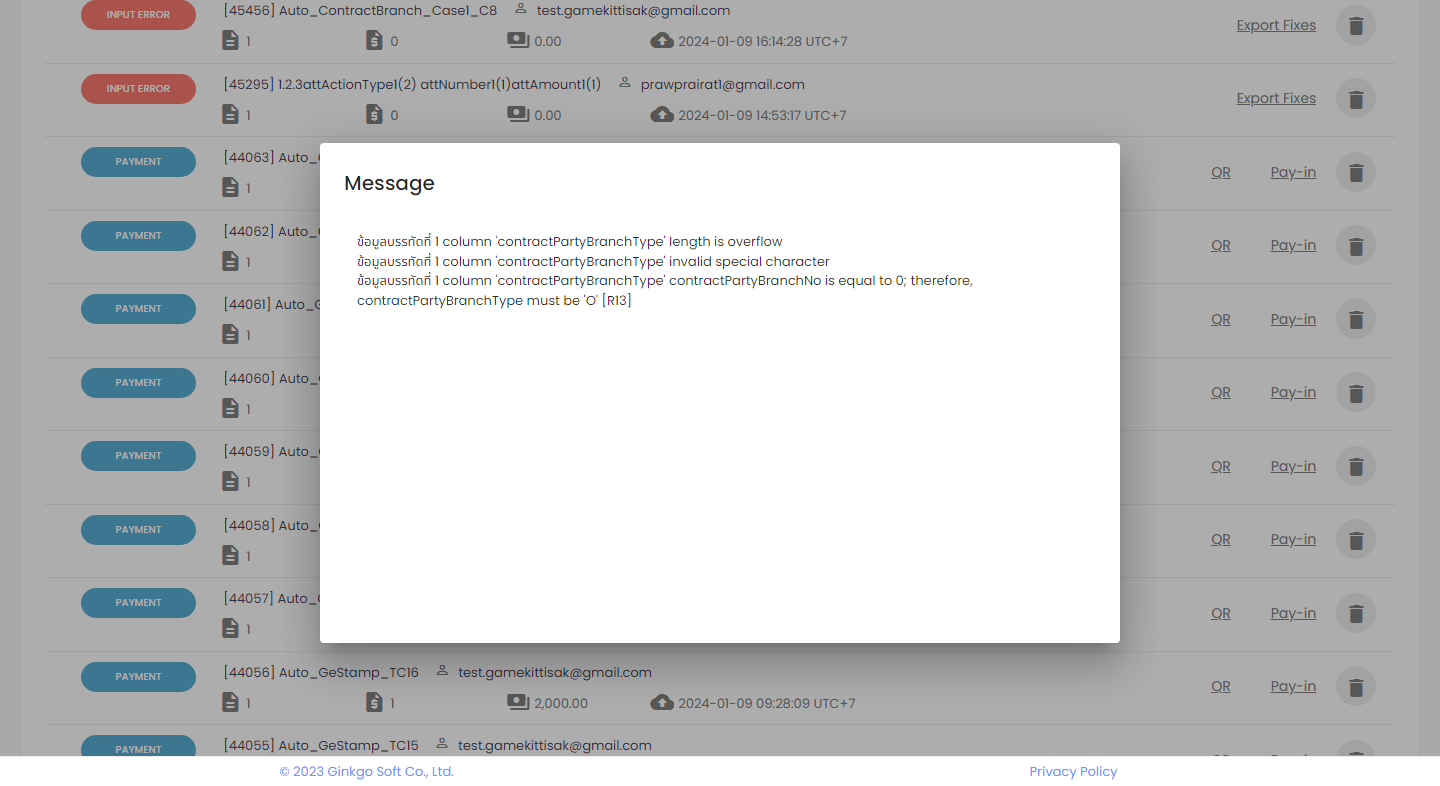 INPUT ERROR
[45456] Auto_ContractBranch_Case1_C8 test.gamekittisak@gmail.com
1 0 0.00 2024-01-09 16:14:28 UTC+7
Export Fixes
INPUT ERROR
[45295] 1.2.3attActionType1(2) attNumber1(1)attAmount1(1) prawprairat1@gmail.com
1 0 0.00 2024-01-09 14:53:17 UTC+7
Export Fixes
PAYMENT
[44063] Auto_
1
QR Pay-in
PAYMENT
[44062] Auto_
1
QR Pay-in
PAYMENT
[44061] Auto_
1
QR Pay-in
PAYMENT
[44060] Auto_
1
QR Pay-in
PAYMENT
[44059] Auto_
1
QR Pay-in
PAYMENT
[44058] Auto_
1
QR Pay-in
PAYMENT
[44057] Auto_
1
QR Pay-in
Message
ข้อมูลบรรทัดที่ 1 column 'contractPartyBranchType' length is overflow
ข้อมูลบรรทัดที่ 1 column 'contractPartyBranchType' invalid special character
ข้อมูลบรรทัดที่ 1 column 'contractPartyBranchType' contractPartyBranchNo is equal to 0; therefore,
contractPartyBranchType must be 'O' [R13]
PAYMENT
[44056] Auto_GeStamp_TC16 test.gamekittisak@gmail.com
1 1 2,000.00 2024-01-09 09:28:09 UTC+7
QR Pay-in
PAYMENT
[44055] Auto_GeStamp_TC15 test.gamekittisak@gmail.com
© 2023 Ginkgo Soft Co., Ltd. Privacy Policy